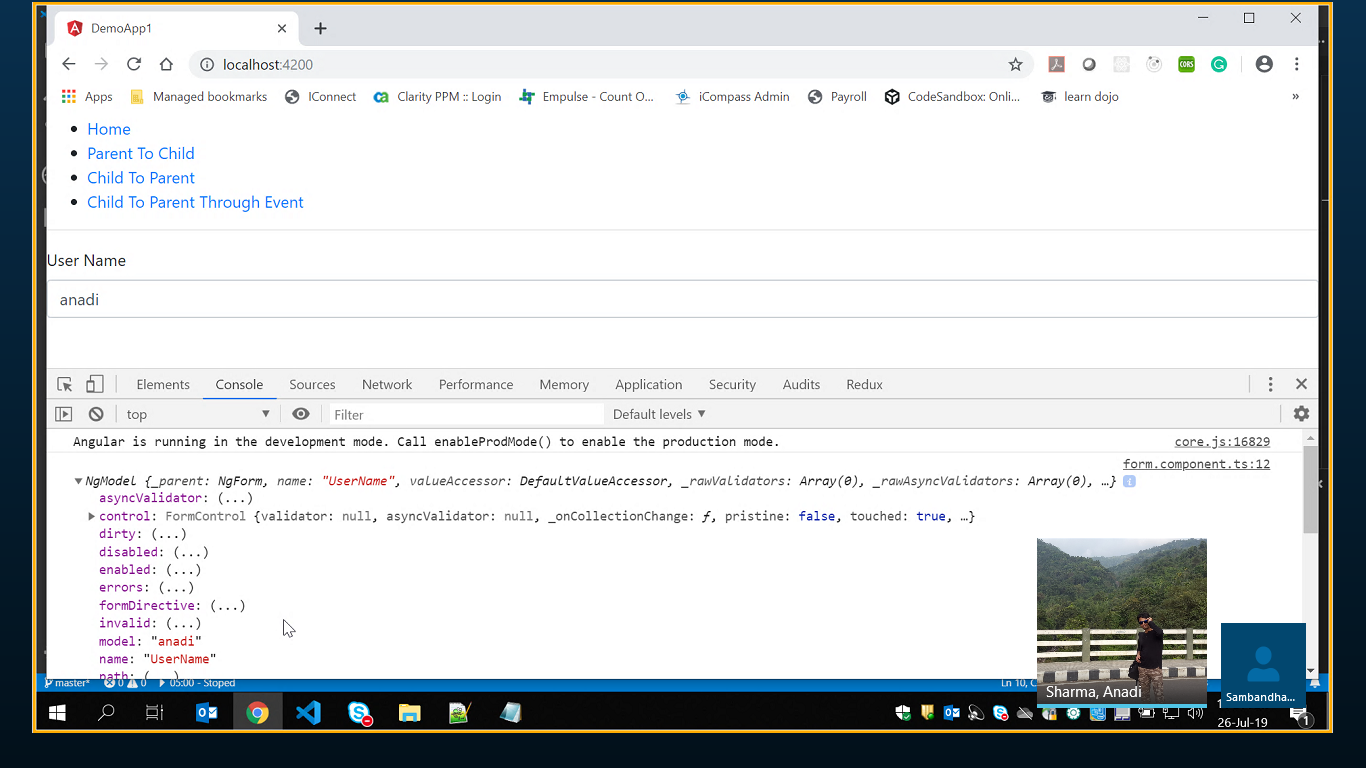 DemoApp1
localhost:4200
Apps Managed bookmarks IConnect Clarity PPM :: Login Empulse - Count O... iCompass Admin Payroll CodeSandbox: Onli... learn dojo »
CORS
Home
Parent To Child
Child To Parent
Child To Parent Through Event
User Name
anadi
Elements Console Sources Network Performance Memory Application Security Audits Redux
top Filter Default levels
Angular is running in the development mode. Call enableProdMode() to enable the production mode. core.js:16829
form.component.ts:12
NgModel {_parent: NgForm, name: "UserName", valueAccessor: DefaultValueAccessor, _rawValidators: Array(0), _rawAsyncValidators: Array(0), …}
asyncValidator: (...)
control: FormControl {validator: null, asyncValidator: null, _onCollectionChange: ƒ, pristine: false, touched: true, …}
dirty: (...)
disabled: (...)
enabled: (...)
errors: (...)
formDirective: (...)
invalid: (...)
model: "anadi"
name: "UserName"
path: (...)
master* 0 0 05:00 - Stoped Ln 10, C
Sharma, Anadi
Sambandha...
26-Jul-19
1